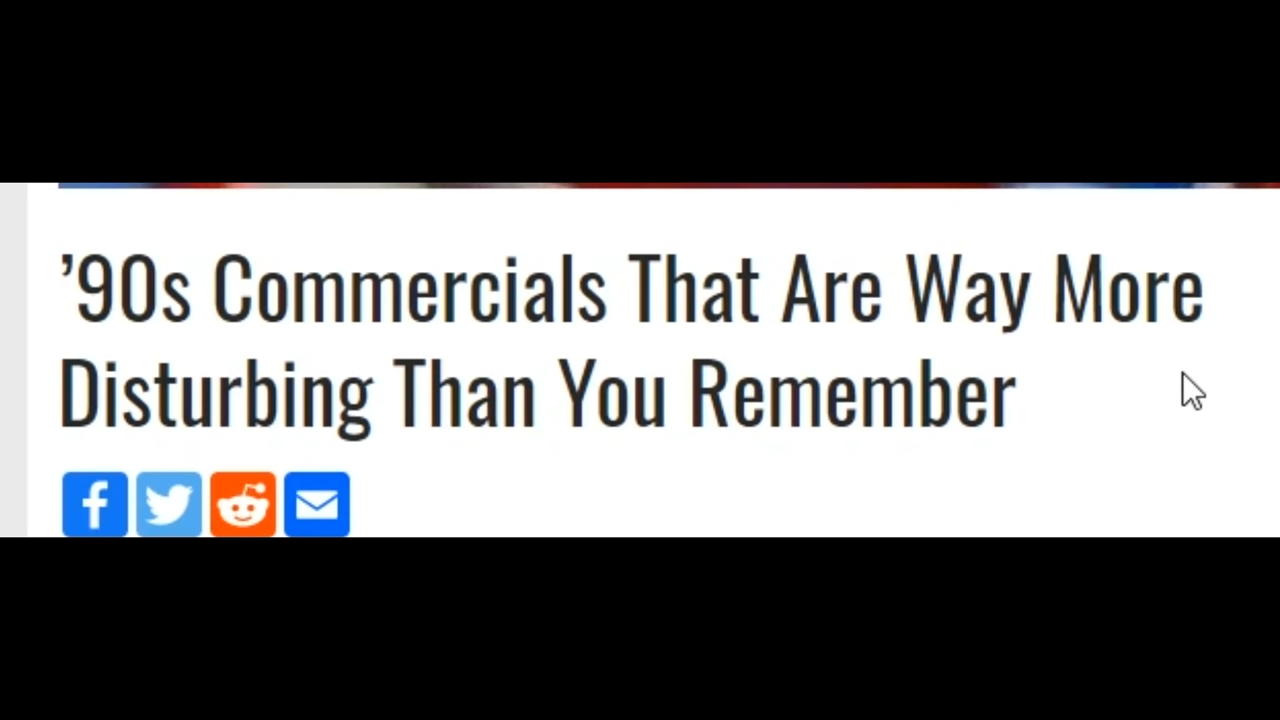 ’90s Commercials That Are Way More
Disturbing Than You Remember